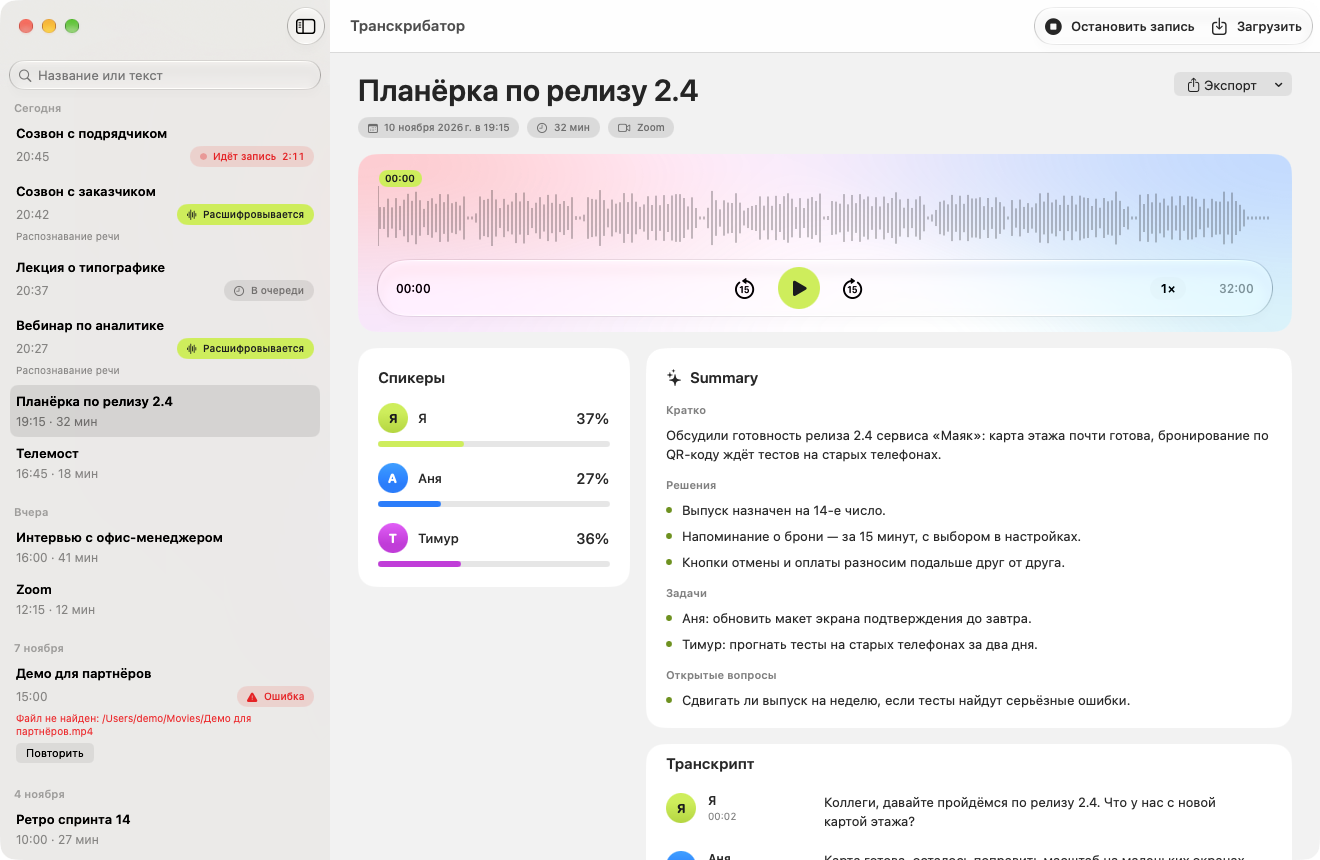 Транскрибатор
Остановить запись
Загрузить
Название или текст
Сегодня
Созвон с подрядчиком
20:45
Идёт запись 2:11
Созвон с заказчиком
20:42
Расшифровывается
Распознавание речи
Лекция о типографике
20:37
В очереди
Вебинар по аналитике
20:27
Расшифровывается
Распознавание речи
Планёрка по релизу 2.4
19:15 · 32 мин
Телемост
16:45 · 18 мин
Вчера
Интервью с офис-менеджером
16:00 · 41 мин
Zoom
12:15 · 12 мин
7 ноября
Демо для партнёров
15:00
Ошибка
Файл не найден: /Users/demo/Movies/Демо для
партнёров.mp4
Повторить
4 ноября
Ретро спринта 14
10:00 · 27 мин
Планёрка по релизу 2.4
Экспорт
10 ноября 2026 г. в 19:15
32 мин
Zoom
00:00
00:00
15
15
1×
32:00
Спикеры
Я
Я
37%
А
Аня
27%
Т
Тимур
36%
Summary
Кратко
Обсудили готовность релиза 2.4 сервиса «Маяк»: карта этажа почти готова, бронирование по
QR-коду ждёт тестов на старых телефонах.
Решения
Выпуск назначен на 14-е число.
Напоминание о брони — за 15 минут, с выбором в настройках.
Кнопки отмены и оплаты разносим подальше друг от друга.
Задачи
Аня: обновить макет экрана подтверждения до завтра.
Тимур: прогнать тесты на старых телефонах за два дня.
Открытые вопросы
Сдвигать ли выпуск на неделю, если тесты найдут серьёзные ошибки.
Транскрипт
Я
Я
00:02
Коллеги, давайте пройдёмся по релизу 2.4. Что у нас с новой
картой этажа?
Аня
Карта готова, осталось поправить масштаб на маленьких экранах.